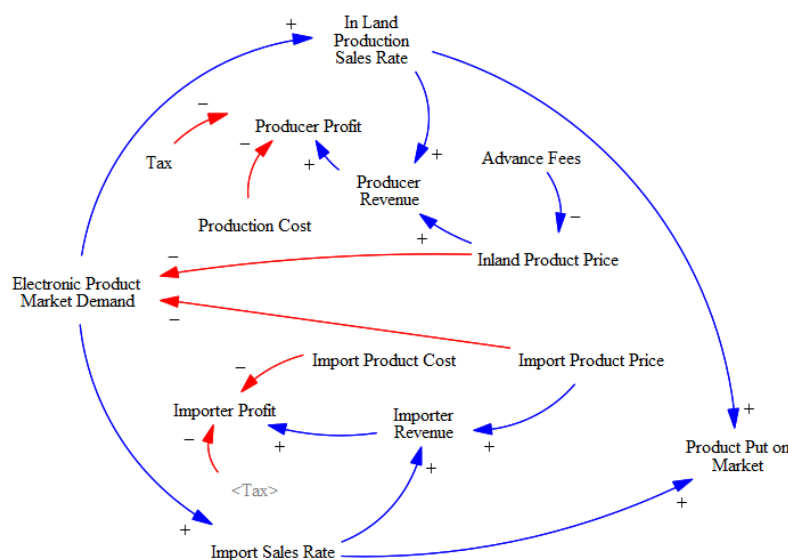 In Land
Production
Sales Rate
+
−
Producer Profit
−
Tax
+
+
Advance Fees
Producer
Revenue
−
Production Cost
+
Inland Product Price
−
Electronic Product
Market Demand
−
Import Product Cost
Import Product Price
−
Importer Profit
Importer
Revenue
+
−
+
+
Product Put on
Market
+
<Tax>
+
+
Import Sales Rate